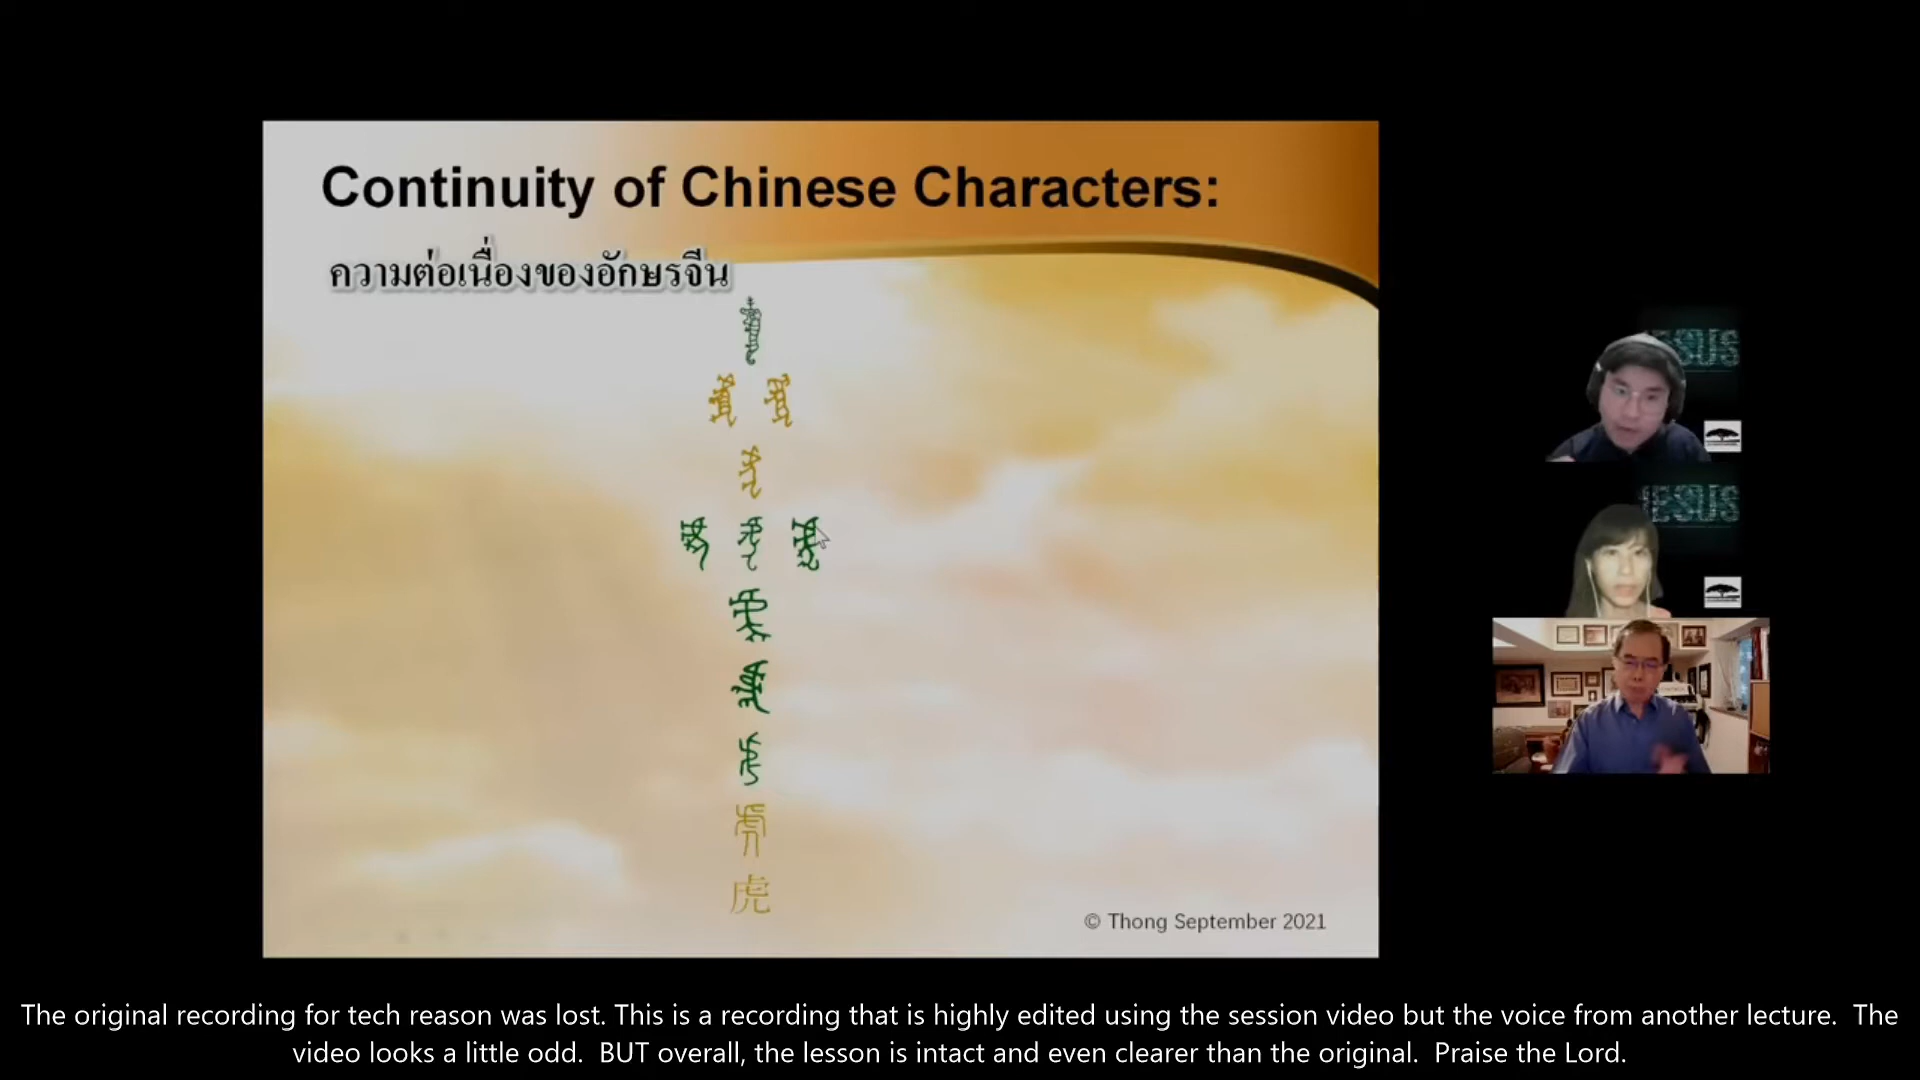 Continuity of Chinese Characters:
ความต่อเนื่องของอักษรจีน
虎
© Thong September 2021
JESUS
The original recording for tech reason was lost. This is a recording that is highly edited using the session video but the voice from another lecture. The
video looks a little odd. BUT overall, the lesson is intact and even clearer than the original. Praise the Lord.